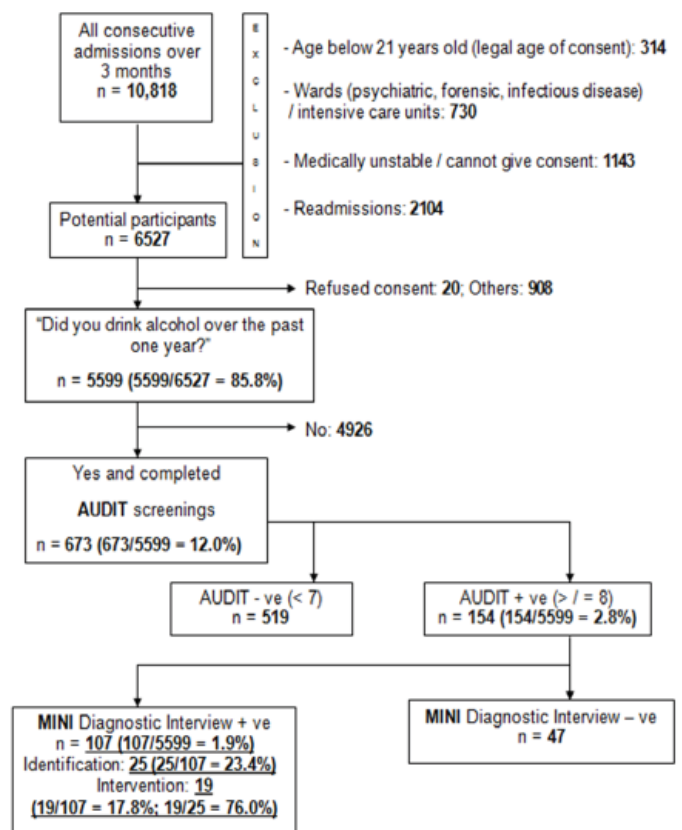 All consecutive
admissions over
3 months
n = 10,818
E
X
C
L
U
S
I
O
N
- Age below 21 years old (legal age of consent): 314
- Wards (psychiatric, forensic, infectious disease)
/ intensive care units: 730
- Medically unstable / cannot give consent: 1143
- Readmissions: 2104
Potential participants
n = 6527
Refused consent: 20; Others: 908
“Did you drink alcohol over the past
one year?”
n = 5599 (5599/6527 = 85.8%)
No: 4926
Yes and completed
AUDIT screenings
n = 673 (673/5599 = 12.0%)
AUDIT - ve (< 7)
n = 519
AUDIT + ve (> / = 8)
n = 154 (154/5599 = 2.8%)
MINI Diagnostic Interview + ve
n = 107 (107/5599 = 1.9%)
Identification: 25 (25/107 = 23.4%)
Intervention: 19
(19/107 = 17.8%; 19/25 = 76.0%)
MINI Diagnostic Interview – ve
n = 47